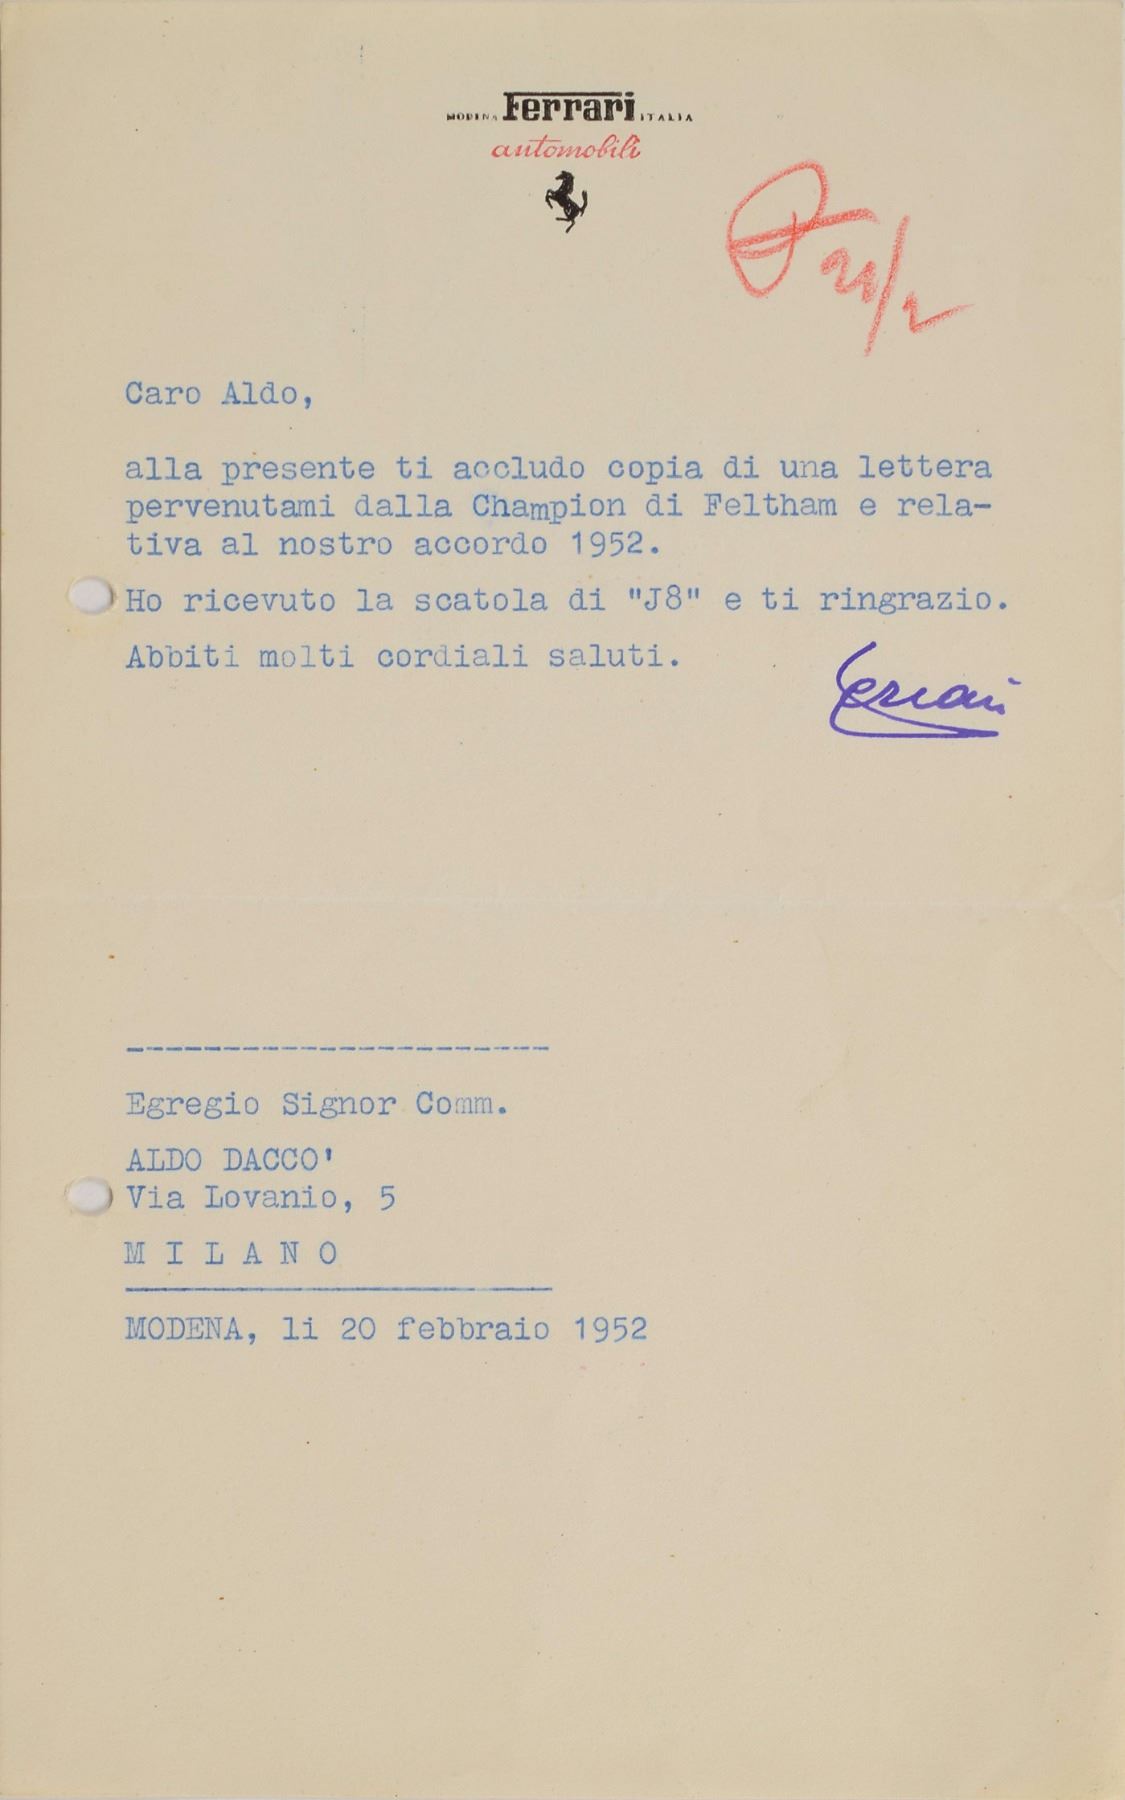 MODENA Ferrari ITALIA
automobili
21/2
Caro Aldo,
alla presente ti accludo copia di una lettera
pervenutami dalla Champion di Feltham e rela-
tiva al nostro accordo 1952.
Ho ricevuto la scatola di "J8" e ti ringrazio.
Abbiti molti cordiali saluti.
Ferrari
Egregio Signor Comm.
ALDO DACCO'
Via Lovanio, 5
M I L A N O
MODENA, li 20 febbraio 1952